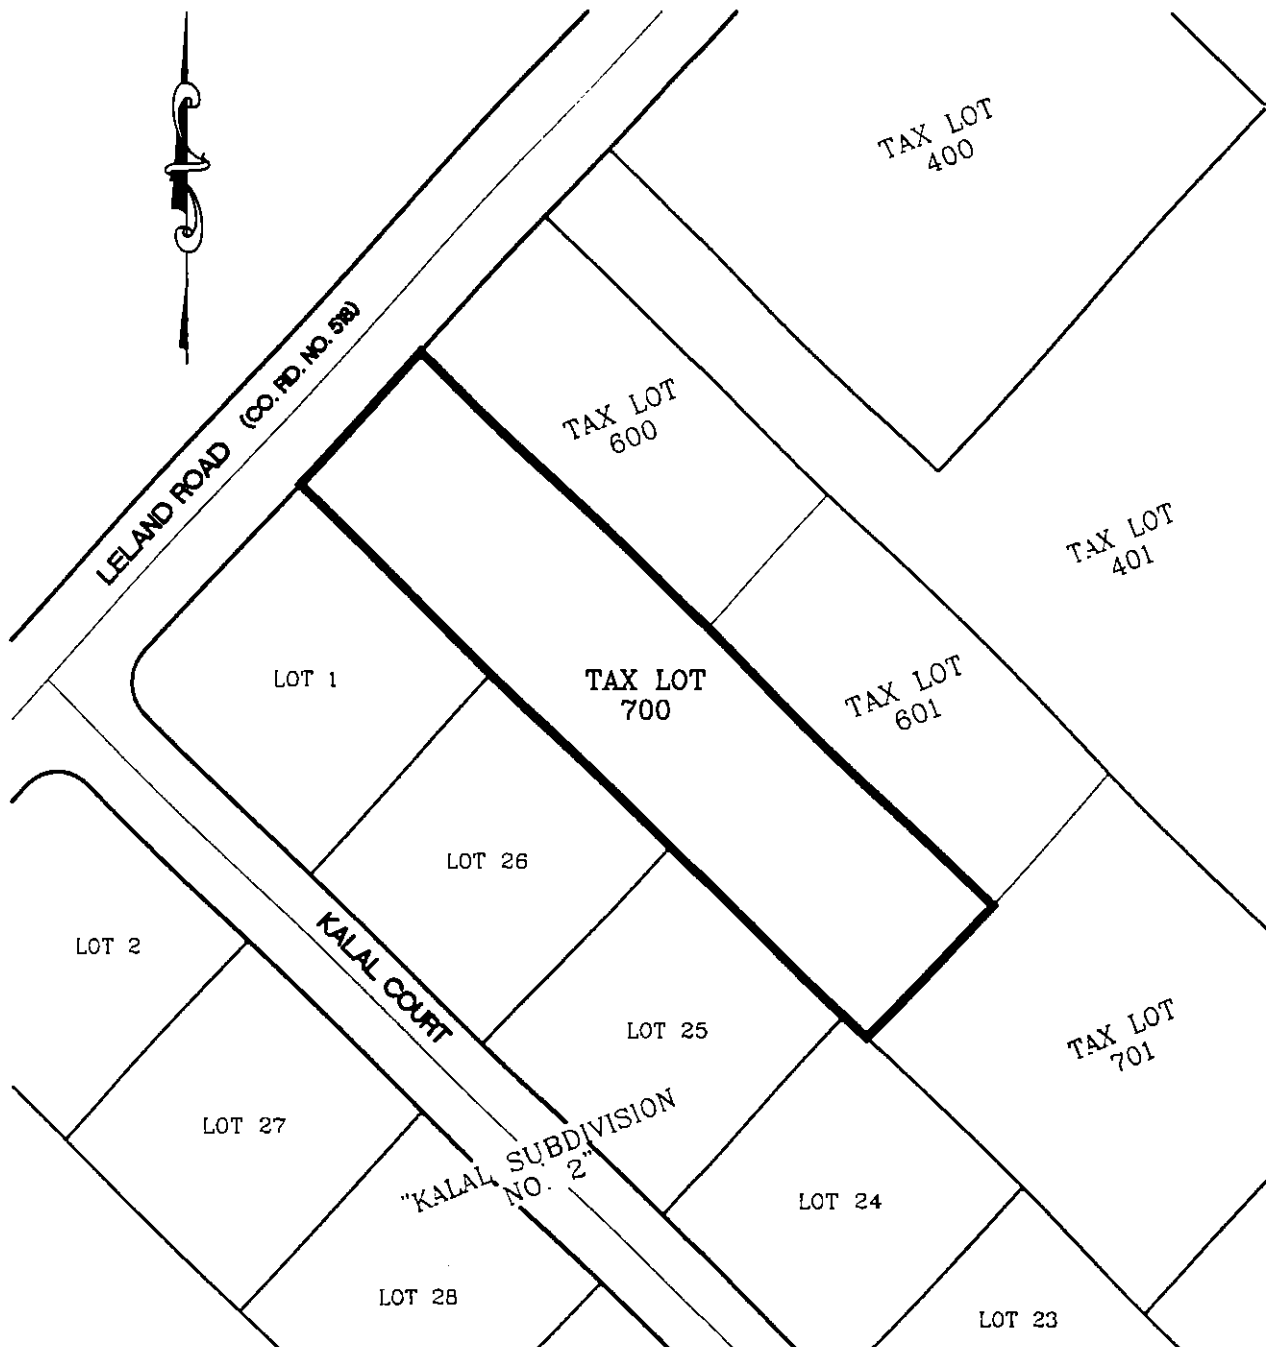 TAX LOT
400
LELAND ROAD (CO. RD. NO. 518)
TAX LOT
600
TAX LOT
401
LOT 1
TAX LOT
700
TAX LOT
601
LOT 26
LOT 2
KALAL COURT
LOT 25
TAX LOT
701
LOT 27
"KALAL SUBDIVISION
NO. 2"
LOT 24
LOT 28
LOT 23